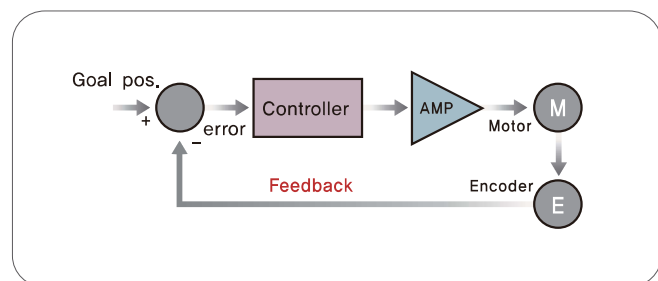 Goal pos.
+
−
error
Controller
AMP
Motor
M
Feedback
Encoder
E